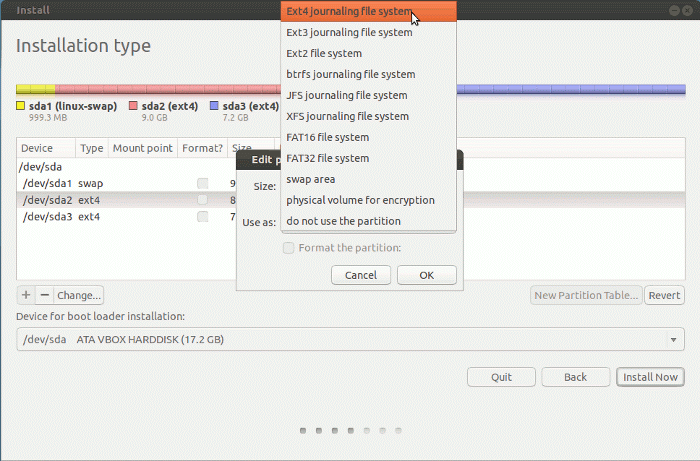 Install
Installation type
sda1 (linux-swap)
999.3 MB
sda2 (ext4)
9.0 GB
sda3 (ext4)
7.2 GB
Device Type Mount point Format? Size
/dev/sda
/dev/sda1 swap 9
/dev/sda2 ext4 8
/dev/sda3 ext4 7
Edit p
Size:
Use as:
Ext4 journaling file system
Ext3 journaling file system
Ext2 file system
btrfs journaling file system
JFS journaling file system
XFS journaling file system
FAT16 file system
FAT32 file system
swap area
physical volume for encryption
do not use the partition
Format the partition:
Cancel OK
+ − Change...
New Partition Table... Revert
Device for boot loader installation:
/dev/sda ATA VBOX HARDDISK (17.2 GB)
Quit Back Install Now